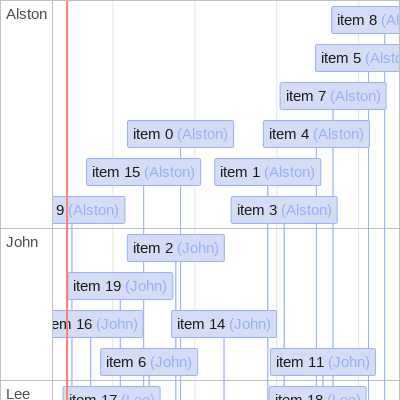 Alston
item 8 (Al
item 5 (Alsto
item 7 (Alston)
item 0 (Alston)
item 4 (Alston)
item 15 (Alston)
item 1 (Alston)
9 (Alston)
item 3 (Alston)
John
item 2 (John)
item 19 (John)
em 16 (John)
item 14 (John)
item 6 (John)
item 11 (John)
Lee
item 17 (Lee)
item 18 (Lee)